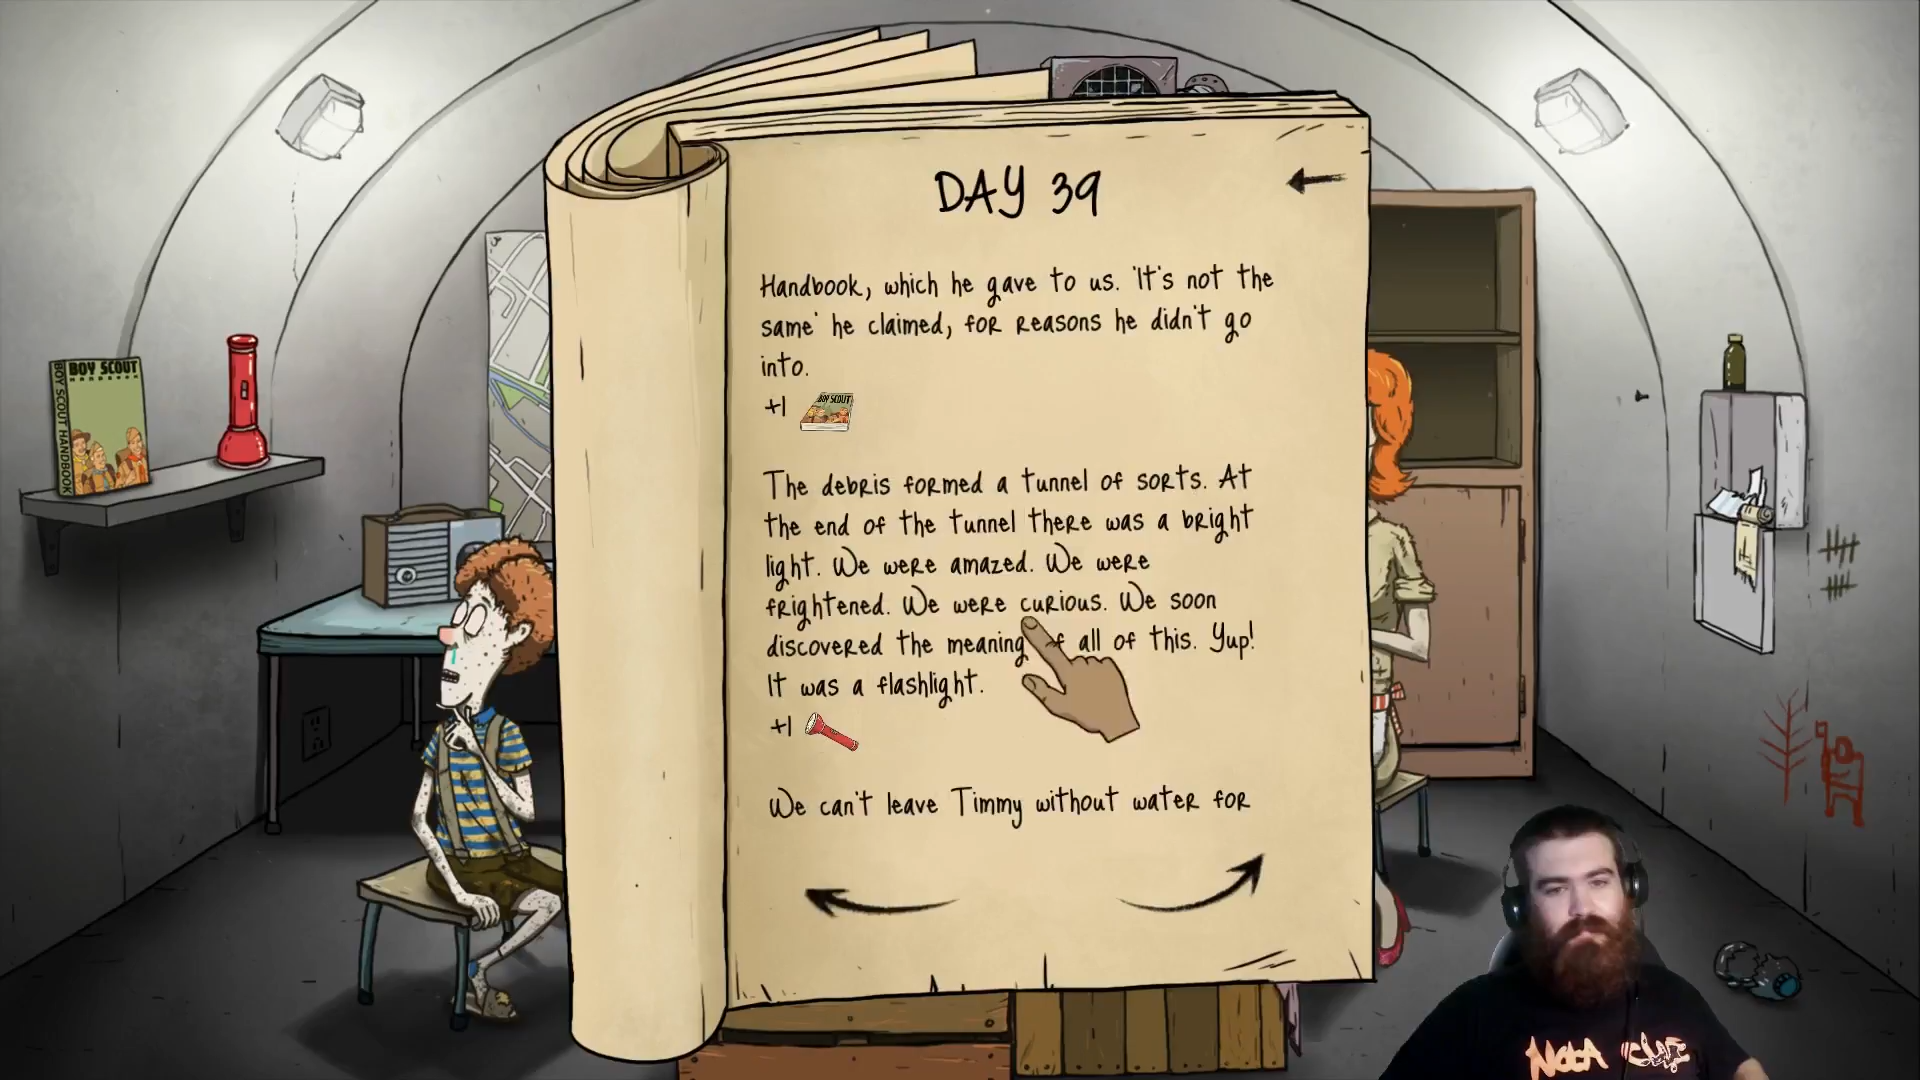 DAY 39
Handbook, which he gave to us. 'It's not the
same' he claimed, for reasons he didn't go
into.
+1
BOY SCOUT
The debris formed a tunnel of sorts. At
the end of the tunnel there was a bright
light. We were amazed. We were
frightened. We were curious. We soon
discovered the meaning of all of this. Yup!
It was a flashlight.
+1
We can't leave Timmy without water for
BOY SCOUT
HANDBOOK
BOY SCOUT HANDBOOK